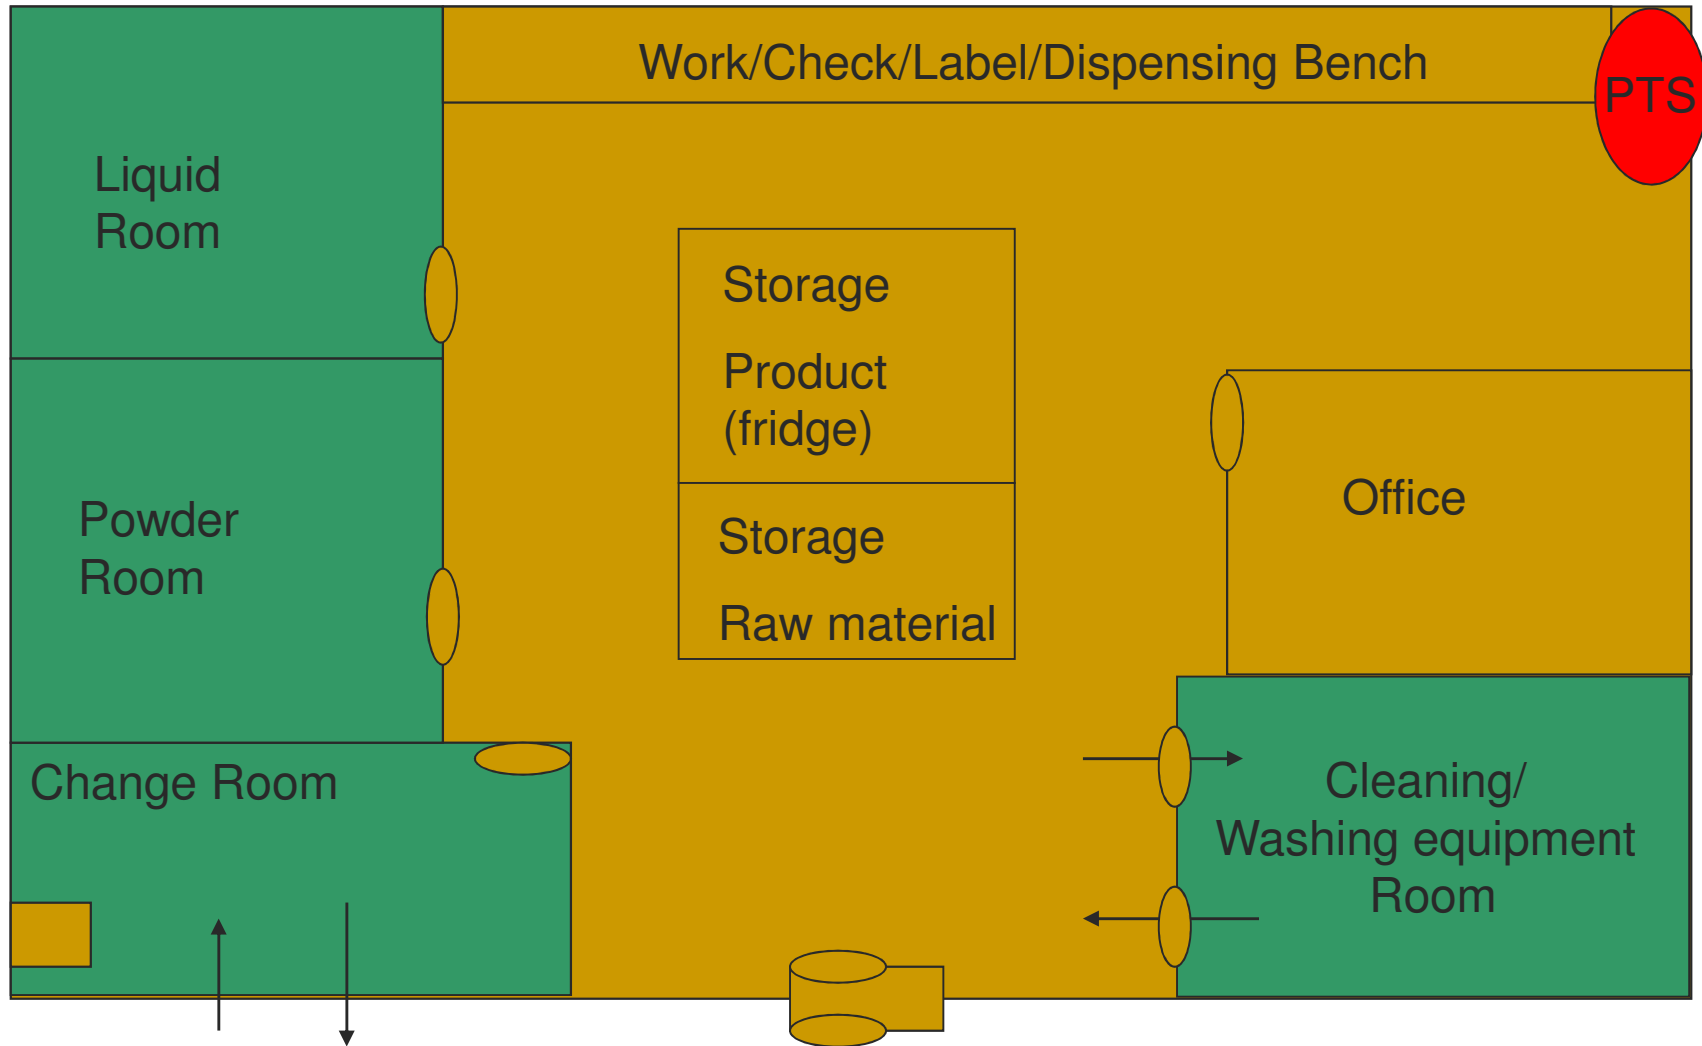 Work/Check/Label/Dispensing Bench
PTS
Liquid
Room
Storage
Product
(fridge)
Storage
Raw material
Powder
Room
Office
Change Room
Cleaning/
Washing equipment
Room